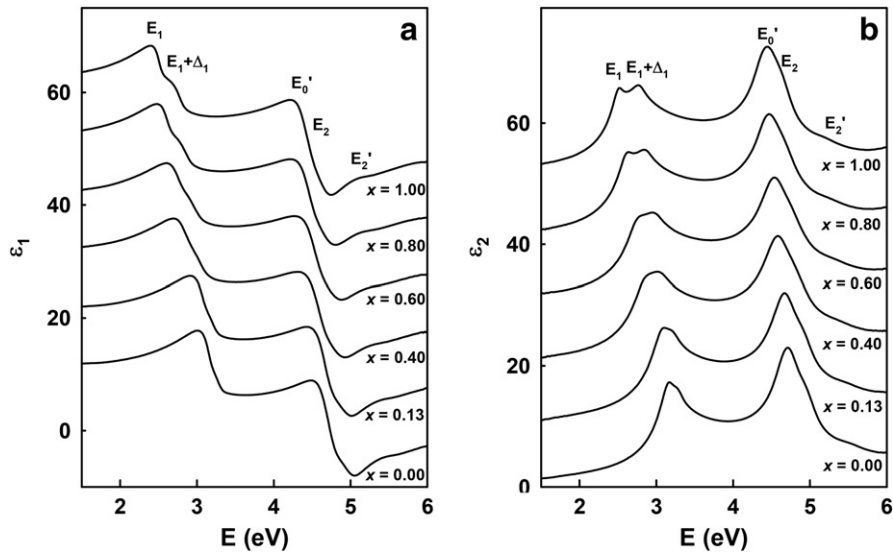 a
E₁
E₁+Δ₁
E₀'
E₂
E₂'
x = 1.00
x = 0.80
x = 0.60
x = 0.40
x = 0.13
x = 0.00
60
40
20
0
ε₁
2 3 4 5 6
E (eV)
b
E₀'
E₁ E₁+Δ₁
E₂
E₂'
x = 1.00
x = 0.80
x = 0.60
x = 0.40
x = 0.13
x = 0.00
60
40
20
0
ε₂
2 3 4 5 6
E (eV)